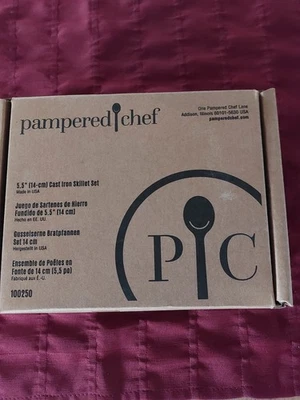 pampered chef
One Pampered Chef Lane
Addison, Illinois 60101-5630 USA
pamperedchef.com
5.5" (14-cm) Cast Iron Skillet Set
Made in USA
Juego de Sartenes de Hierro
Fundido de 5.5" (14 cm)
Hecho en EE. UU.
Gusseiserne Bratpfannen
Set 14 cm
Hergestellt in USA
Ensemble de Poêles en
Fonte de 14 cm (5,5 po)
Fabriqué aux É.-U.
100250
P C